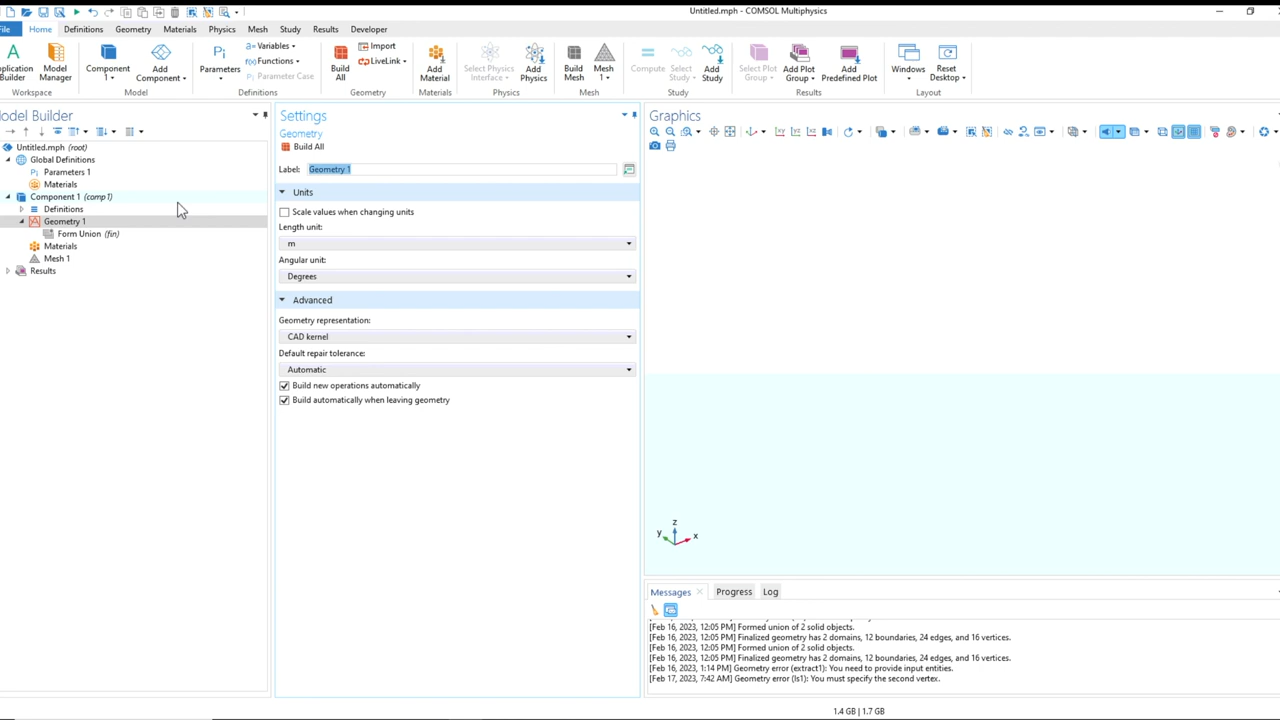 Untitled.mph - COMSOL Multiphysics
File Home Definitions Geometry Materials Physics Mesh Study Results Developer
Application Builder
Model Manager
Workspace
Component 1
Add Component
Model
Parameters
Variables
Functions
Parameter Case
Definitions
Build All
Import
LiveLink
Geometry
Add Material
Materials
Select Physics Interface
Add Physics
Physics
Build Mesh
Mesh 1
Mesh
Compute
Select Study
Add Study
Study
Select Plot Group
Add Plot Group
Add Predefined Plot
Results
Windows
Reset Desktop
Layout
Model Builder
Untitled.mph (root)
Global Definitions
Parameters 1
Materials
Component 1 (comp1)
Definitions
Geometry 1
Form Union (fin)
Materials
Mesh 1
Results
Settings
Geometry
Build All
Label: Geometry 1
Units
Scale values when changing units
Length unit:
m
Angular unit:
Degrees
Advanced
Geometry representation:
CAD kernel
Default repair tolerance:
Automatic
Build new operations automatically
Build automatically when leaving geometry
Graphics
z
y
x
Messages Progress Log
[Feb 16, 2023, 12:05 PM] Formed union of 2 solid objects.
[Feb 16, 2023, 12:05 PM] Finalized geometry has 2 domains, 12 boundaries, 24 edges, and 16 vertices.
[Feb 16, 2023, 12:05 PM] Formed union of 2 solid objects.
[Feb 16, 2023, 12:05 PM] Finalized geometry has 2 domains, 12 boundaries, 24 edges, and 16 vertices.
[Feb 16, 2023, 1:14 PM] Geometry error (extract1): You need to provide input entities.
[Feb 17, 2023, 7:42 AM] Geometry error (ls1): You must specify the second vertex.
1.4 GB | 1.7 GB